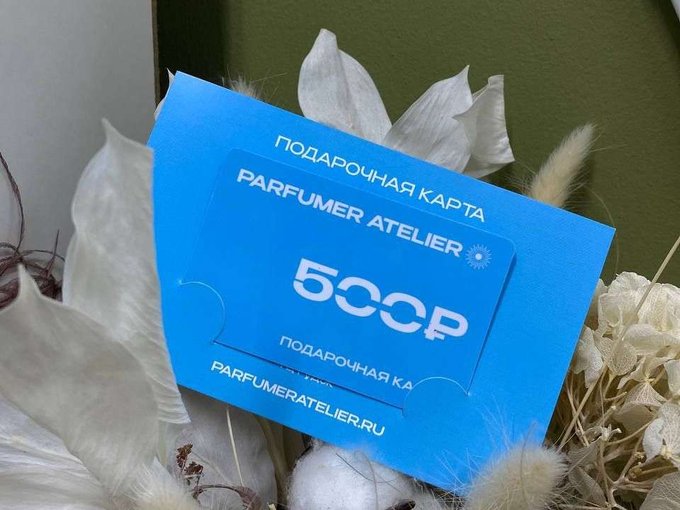 ПОДАРОЧНАЯ КАРТА
PARFUMER ATELIER
500₽
ПОДАРОЧНАЯ КА
PARFUMERATELIER.RU